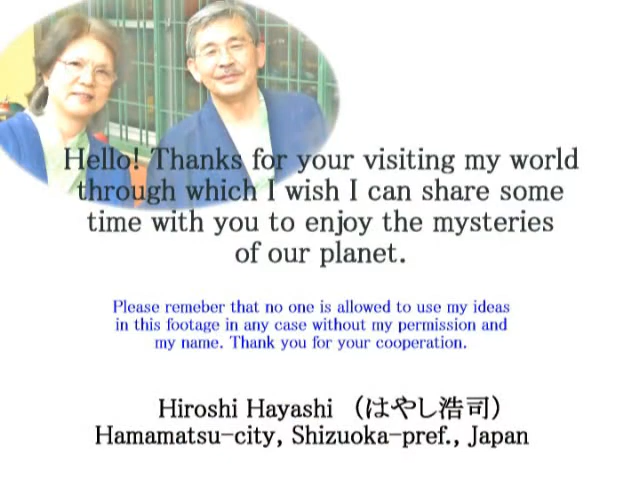 Hello! Thanks for your visiting my world
through which I wish I can share some
time with you to enjoy the mysteries
of our planet.
Please remeber that no one is allowed to use my ideas
in this footage in any case without my permission and
my name. Thank you for your cooperation.
Hiroshi Hayashi （はやし浩司）
Hamamatsu-city, Shizuoka-pref., Japan